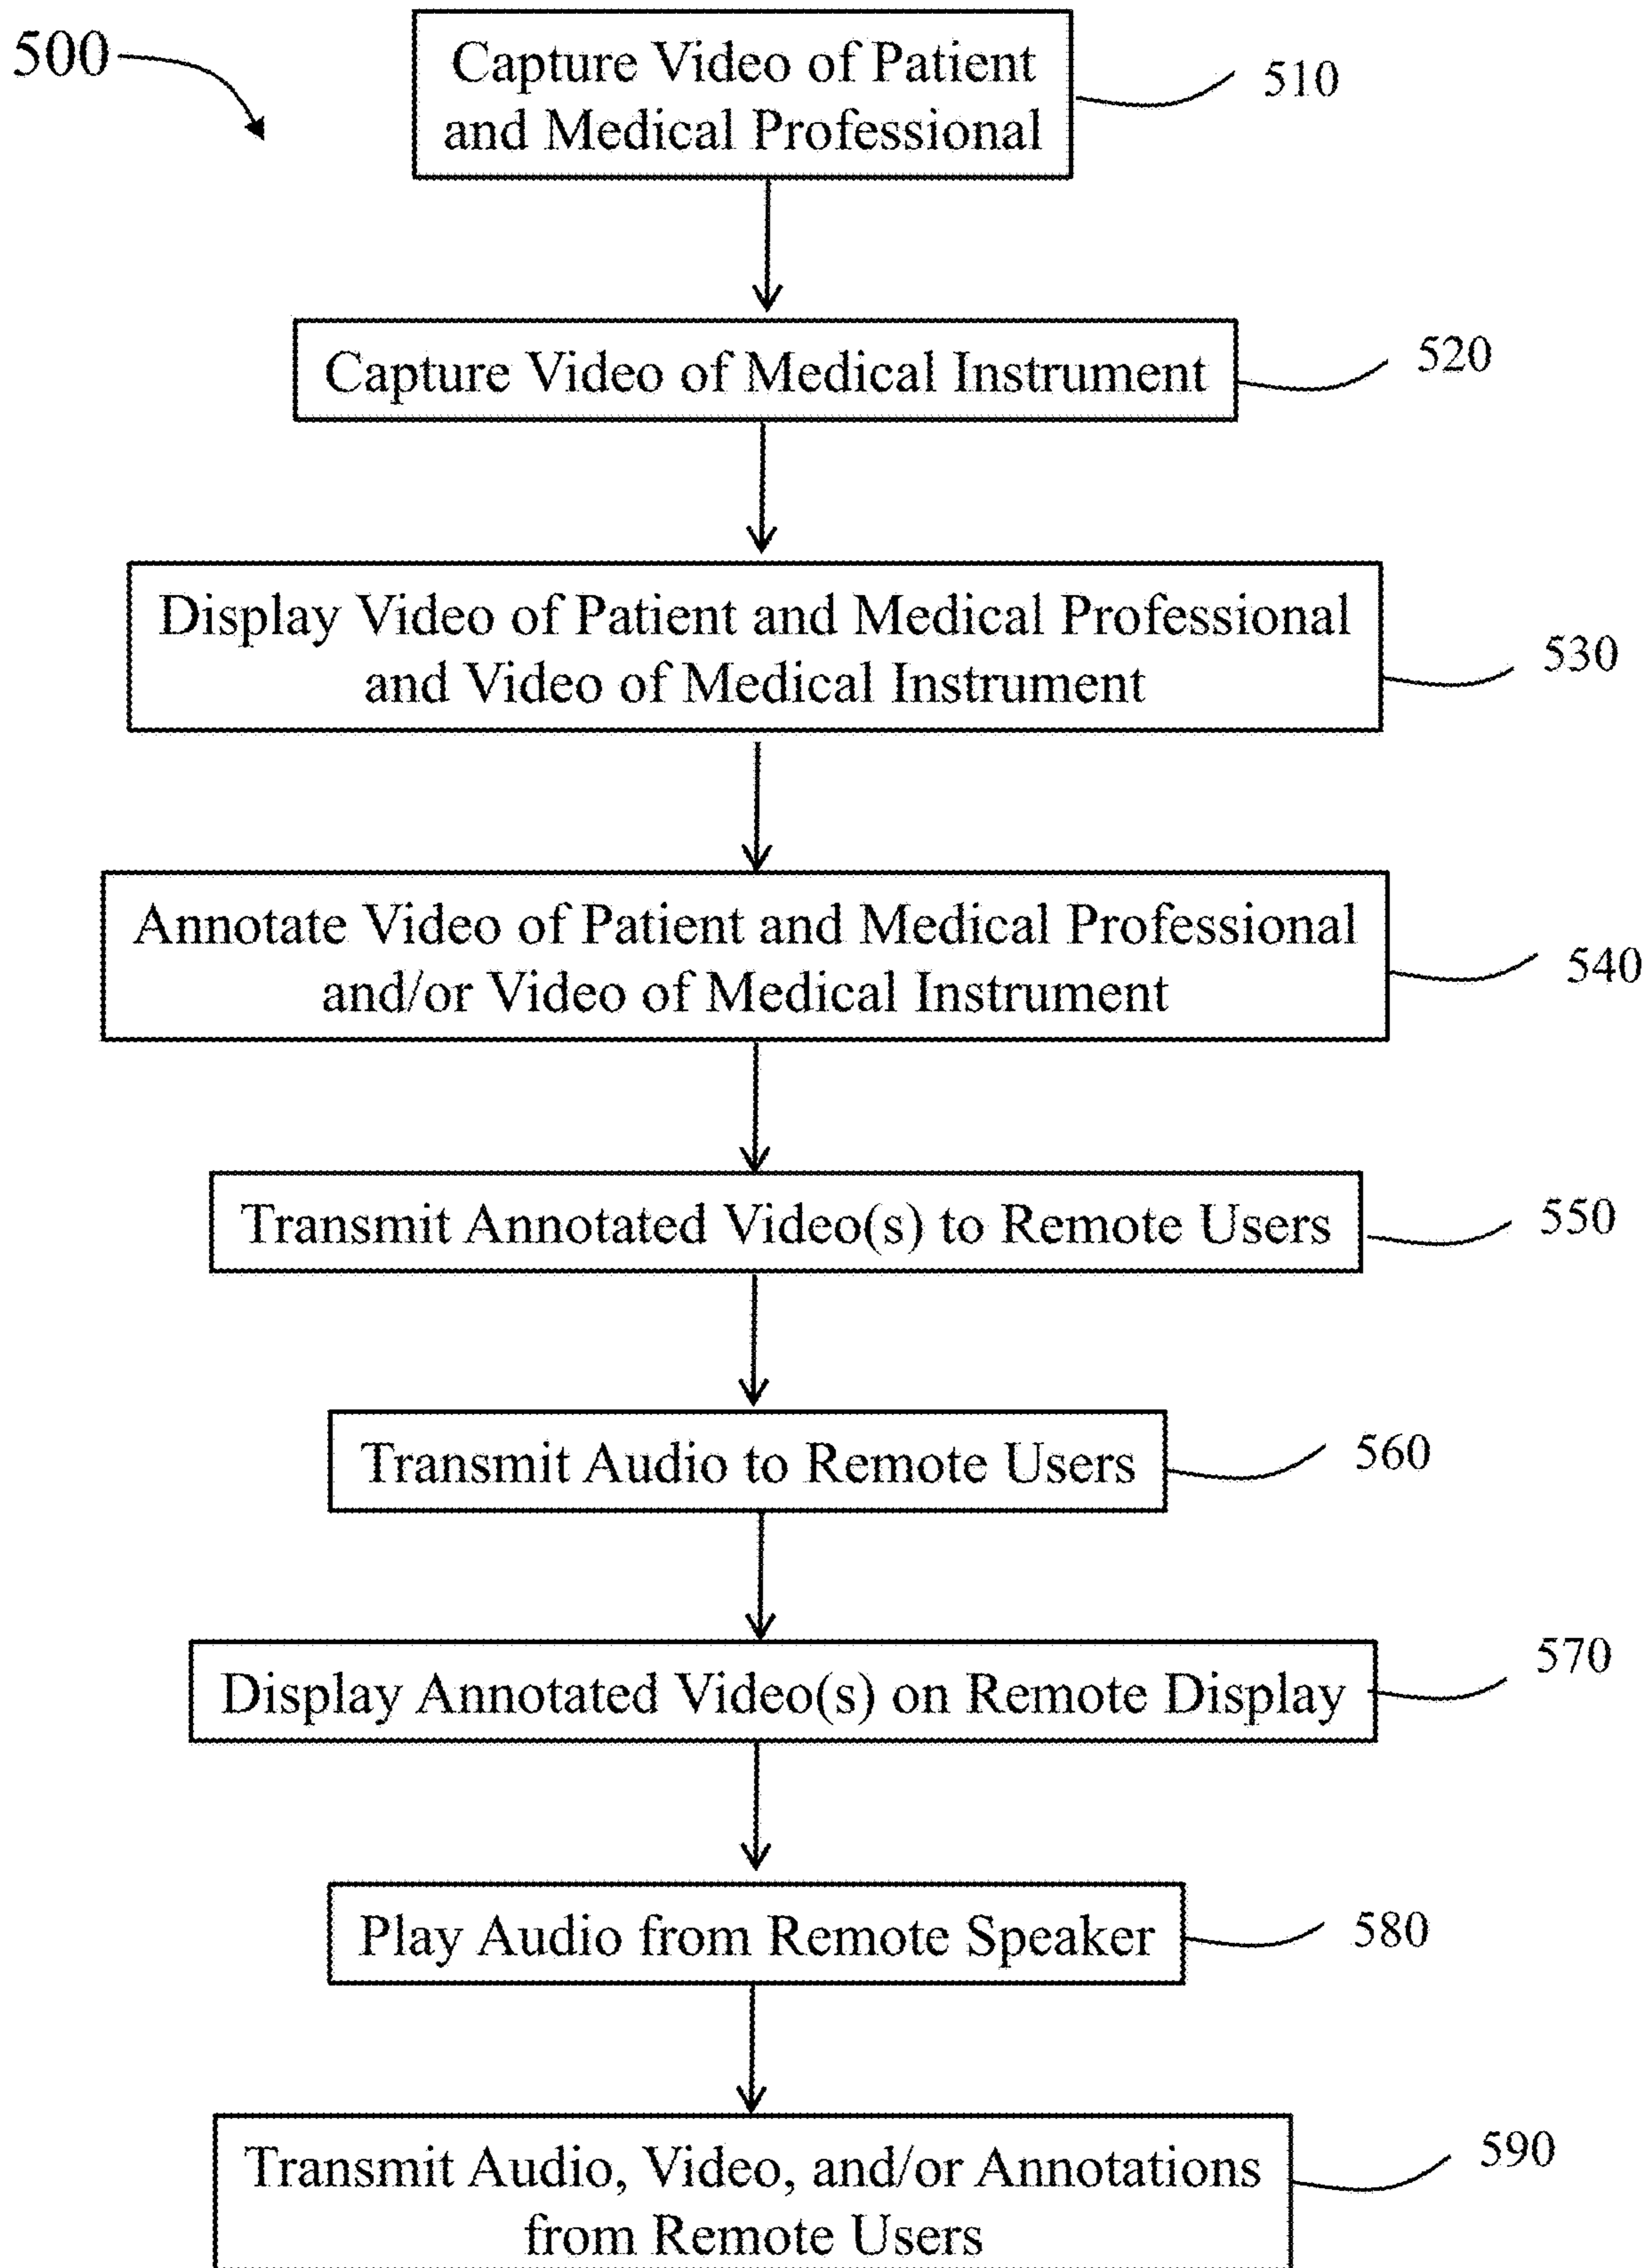 500
Capture Video of Patient
and Medical Professional
510
Capture Video of Medical Instrument
520
Display Video of Patient and Medical Professional
and Video of Medical Instrument
530
Annotate Video of Patient and Medical Professional
and/or Video of Medical Instrument
540
Transmit Annotated Video(s) to Remote Users
550
Transmit Audio to Remote Users
560
Display Annotated Video(s) on Remote Display
570
Play Audio from Remote Speaker
580
Transmit Audio, Video, and/or Annotations
from Remote Users
590